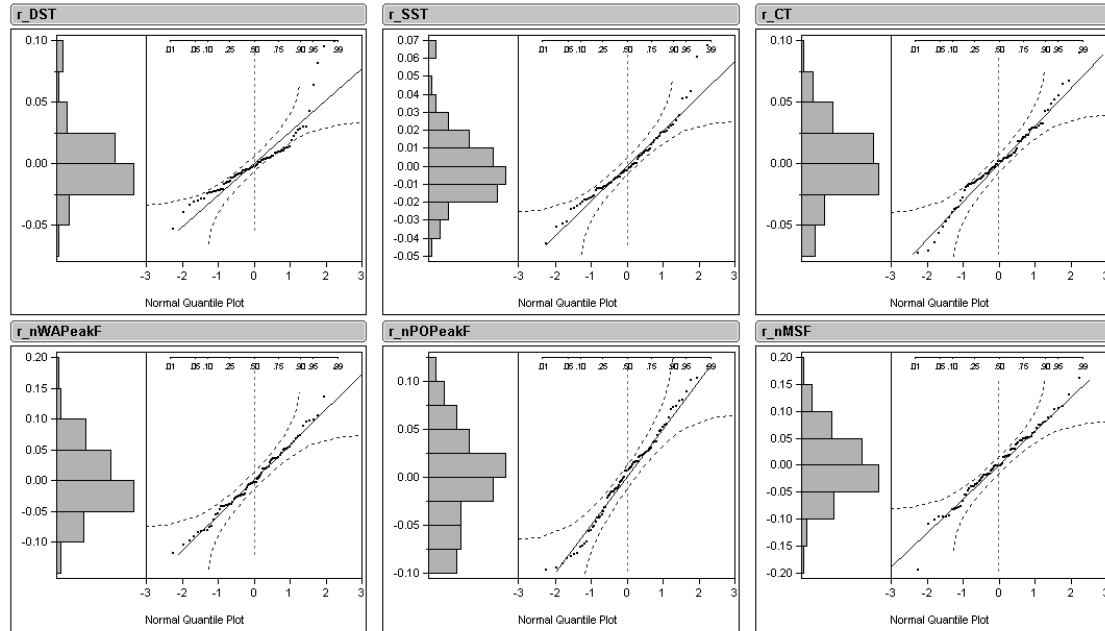 r_DST
0.10
0.05
0.00
-0.05
.01 .05 .10 .25 .50 .75 .90 .95 .99
-3 -2 -1 0 1 2 3
Normal Quantile Plot
r_SST
0.07
0.06
0.05
0.04
0.03
0.02
0.01
0.00
-0.01
-0.02
-0.03
-0.04
-0.05
.01 .05 .10 .25 .50 .75 .90 .95 .99
-3 -2 -1 0 1 2 3
Normal Quantile Plot
r_CT
0.10
0.05
0.00
-0.05
.01 .05 .10 .25 .50 .75 .90 .95 .99
-3 -2 -1 0 1 2 3
Normal Quantile Plot
r_nWAPeakF
0.20
0.15
0.10
0.05
0.00
-0.05
-0.10
.01 .05 .10 .25 .50 .75 .90 .95 .99
-3 -2 -1 0 1 2 3
Normal Quantile Plot
r_nPOPeakF
0.10
0.05
0.00
-0.05
-0.10
.01 .05 .10 .25 .50 .75 .90 .95 .99
-3 -2 -1 0 1 2 3
Normal Quantile Plot
r_nMSF
0.20
0.15
0.10
0.05
0.00
-0.05
-0.10
-0.15
-0.20
.01 .05 .10 .25 .50 .75 .90 .95 .99
-3 -2 -1 0 1 2 3
Normal Quantile Plot